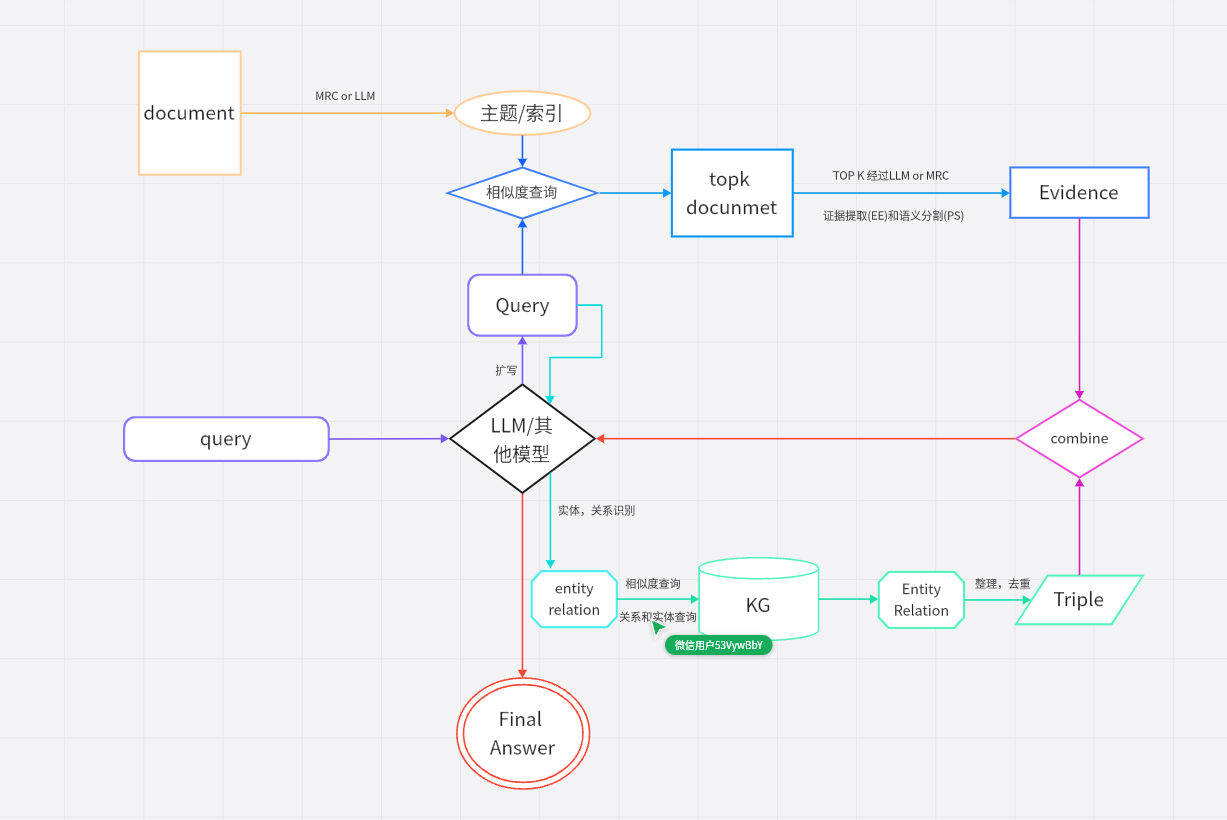 document
MRC or LLM
主题/索引
相似度查询
topk
docunmet
TOP K 经过LLM or MRC
证据提取(EE)和语义分割(PS)
Evidence
Query
扩写
query
LLM/其
他模型
combine
实体，关系识别
entity
relation
相似度查询
关系和实体查询
KG
Entity
Relation
整理，去重
Triple
微信用户53VywBbY
Final
Answer